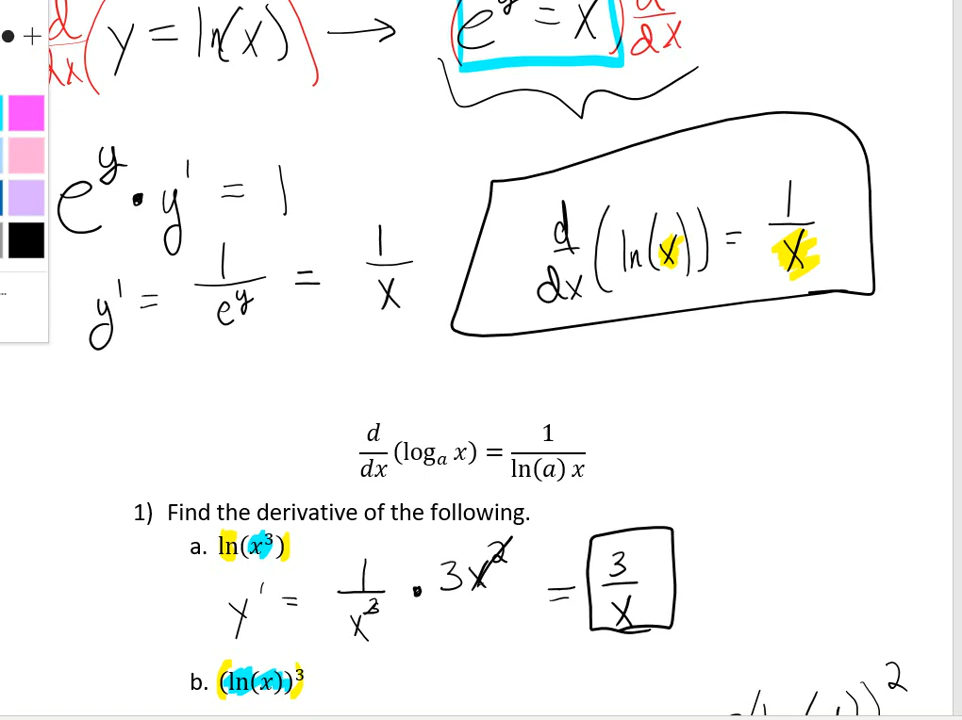 d/dx (y = ln(x)) → (e^y = x) d/dx
e^y · y' = 1
y' = 1/e^y = 1/x
d/dx (ln(x)) = 1/x
d/dx (logₐ x) = 1/(ln(a) x)
1) Find the derivative of the following.
a. ln(x³)
y' = 1/x³ · 3x² = 3/x
b. (ln(x))³